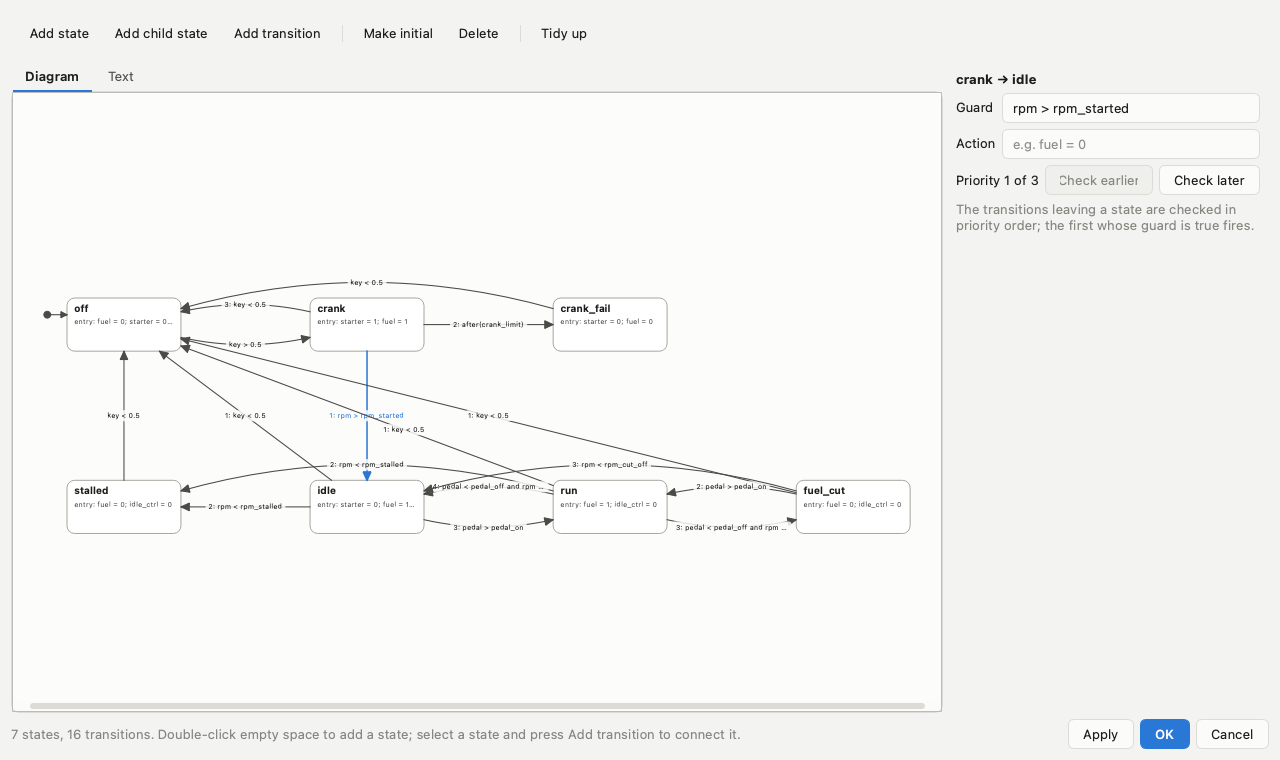 Add state
Add child state
Add transition
Make initial
Delete
Tidy up
Diagram
Text
crank → idle
Guard
rpm > rpm_started
Action
e.g. fuel = 0
Priority 1 of 3
Check earlier
Check later
The transitions leaving a state are checked in
priority order; the first whose guard is true fires.
key < 0.5
off
entry: fuel = 0; starter = 0...
3: key < 0.5
crank
entry: starter = 1; fuel = 1
2: after(crank_limit)
crank_fail
entry: starter = 0; fuel = 0
key > 0.5
key < 0.5
1: key < 0.5
1: rpm > rpm_started
1: key < 0.5
1: key < 0.5
2: rpm < rpm_stalled
3: rpm < rpm_cut_off
stalled
entry: fuel = 0; idle_ctrl = 0
2: rpm < rpm_stalled
idle
entry: starter = 0; fuel = 1...
4: pedal < pedal_off and rpm ...
3: pedal > pedal_on
run
entry: fuel = 1; idle_ctrl = 0
2: pedal > pedal_on
3: pedal < pedal_off and rpm ...
fuel_cut
entry: fuel = 0; idle_ctrl = 0
7 states, 16 transitions. Double-click empty space to add a state; select a state and press Add transition to connect it.
Apply
OK
Cancel